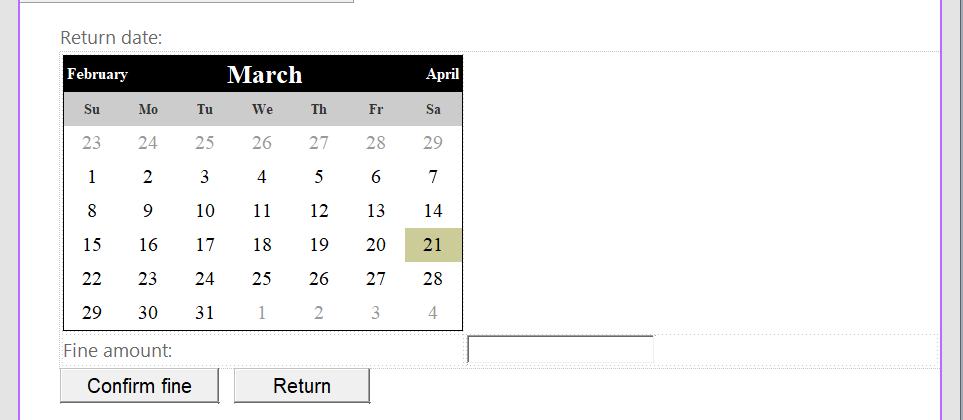 Return date:
February March April
Su Mo Tu We Th Fr Sa
23 24 25 26 27 28 29
1 2 3 4 5 6 7
8 9 10 11 12 13 14
15 16 17 18 19 20 21
22 23 24 25 26 27 28
29 30 31 1 2 3 4
Fine amount:
Confirm fine Return